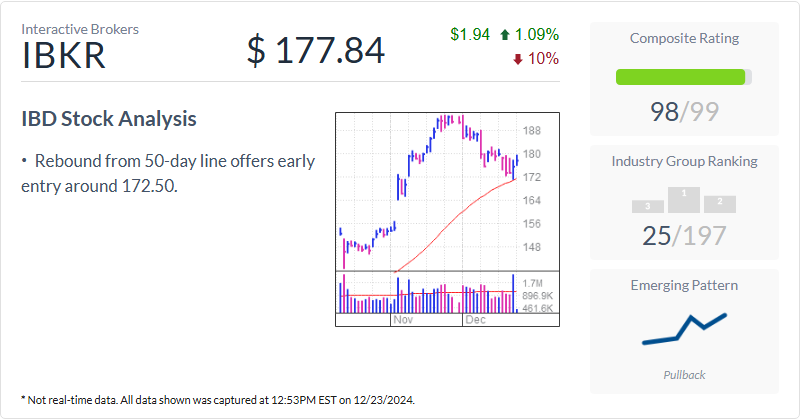 Interactive Brokers
IBKR
$ 177.84
$1.94 1.09%
10%
IBD Stock Analysis
• Rebound from 50-day line offers early
entry around 172.50.
188
180
172
164
156
148
1.7M
896.9K
461.6K
Nov Dec
Composite Rating
98/99
Industry Group Ranking
3 1 2
25/197
Emerging Pattern
Pullback
* Not real-time data. All data shown was captured at 12:53PM EST on 12/23/2024.